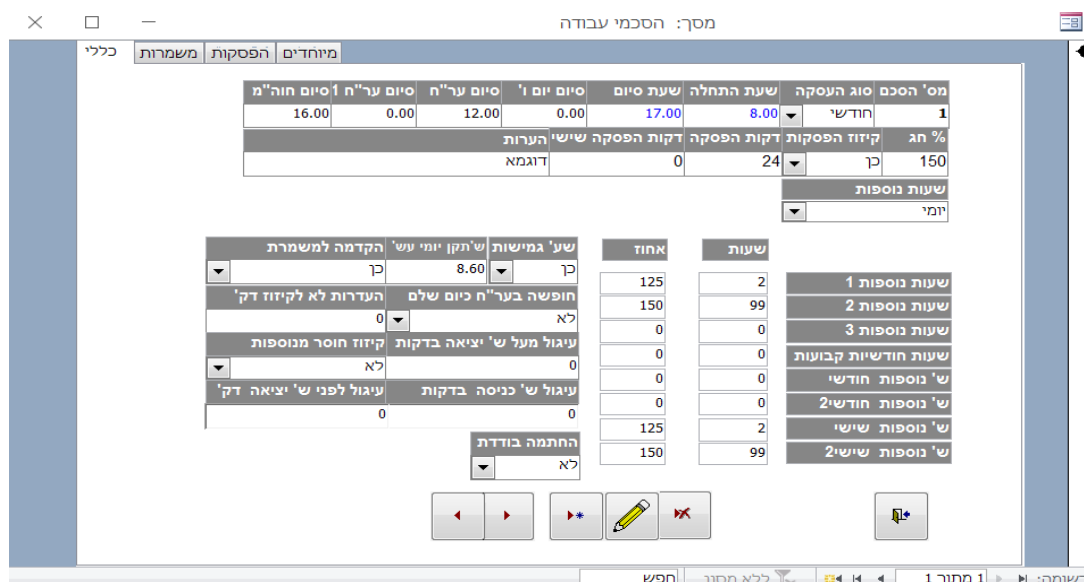 מסך: הסכמי עבודה
כללי משמרות הפסקות מיוחדים
מס' הסכם סוג העסקה שעת התחלה שעת סיום סיום יום ו' סיום ער"ח סיום ער"ח 1 סיום חוה"מ
1 חודשי 8.00 17.00 0.00 12.00 0.00 16.00
% חג קיזוז הפסקות דקות הפסקה דקות הפסקה שישי הערות
150 כן 24 0 דוגמא
שעות נוספות
יומי
שעות אחוז
שעות נוספות 1 2 125
שעות נוספות 2 99 150
שעות נוספות 3 0 0
שעות חודשיות קבועות 0 0
ש' נוספות חודשי 0 0
ש' נוספות חודשי2 0 0
ש' נוספות שישי 2 125
ש' נוספות שישי2 99 150
שע' גמישות ש'תקן יומי עש' הקדמה למשמרת
כן 8.60 כן
חופשה בער"ח כיום שלם העדרות לא לקיזוז דק'
לא 0
עיגול מעל ש' יציאה בדקות קיזוז חוסר מנוספות
0 לא
עיגול ש' כניסה בדקות עיגול לפני ש' יציאה דק'
0 0
החתמה בודדת
לא
רשומה: 1 מתוך 1 ללא מסנן חפש